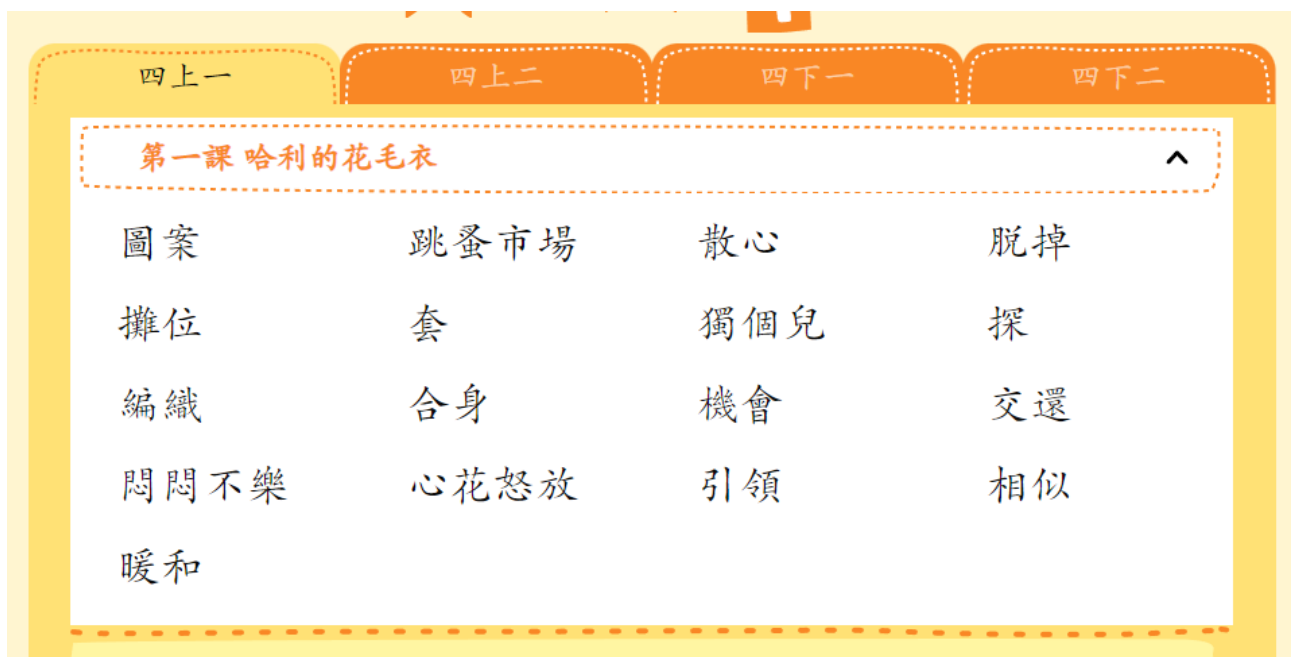 四上一 四上二 四下一 四下二
第一課 哈利的花毛衣
圖案 跳蚤市場 散心 脫掉
攤位 套 獨個兒 探
編織 合身 機會 交還
悶悶不樂 心花怒放 引領 相似
暖和